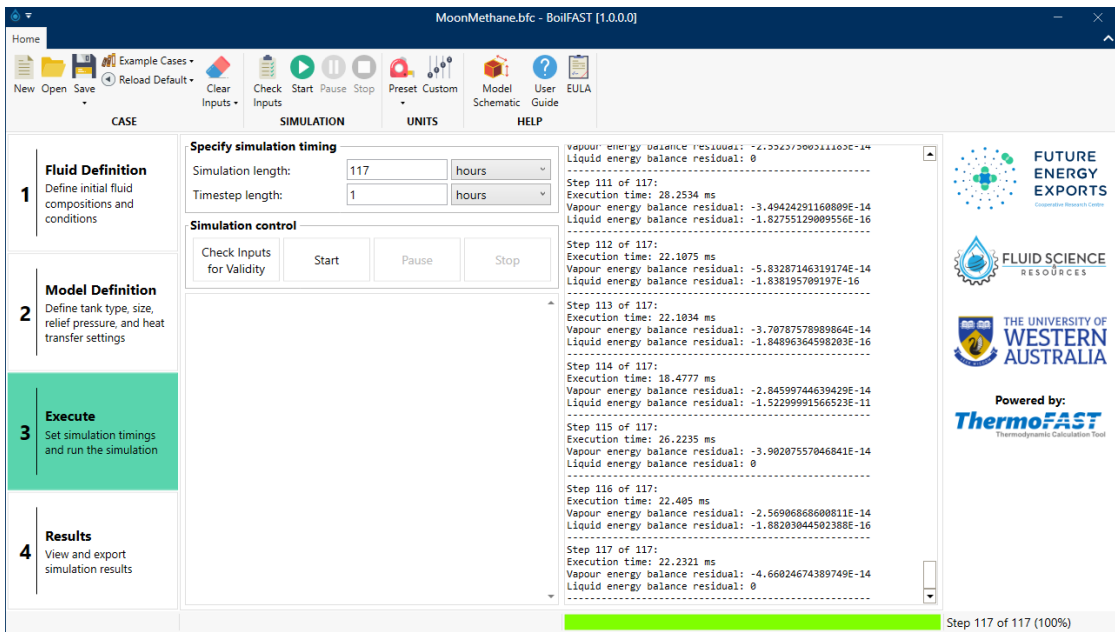 MoonMethane.bfc - BoilFAST [1.0.0.0]
Home
New Open Save
Example Cases
Reload Default
Clear Inputs
Check Inputs
Start Pause Stop
Preset Custom
Model Schematic
User Guide
EULA
CASE
SIMULATION
UNITS
HELP
1
Fluid Definition
Define initial fluid
compositions and
conditions
2
Model Definition
Define tank type, size,
relief pressure, and heat
transfer settings
3
Execute
Set simulation timings
and run the simulation
4
Results
View and export
simulation results
Specify simulation timing
Simulation length: 117 hours
Timestep length: 1 hours
Simulation control
Check Inputs
for Validity
Start
Pause
Stop
Vapour energy balance residual:
Liquid energy balance residual: 0
--------------------------------------------------
Step 111 of 117:
Execution time: 28.2534 ms
Vapour energy balance residual: -3.49424291160809E-14
Liquid energy balance residual: -1.82755129009556E-16
--------------------------------------------------
Step 112 of 117:
Execution time: 22.1075 ms
Vapour energy balance residual: -5.83287146319174E-14
Liquid energy balance residual: -1.838195709197E-16
--------------------------------------------------
Step 113 of 117:
Execution time: 22.1034 ms
Vapour energy balance residual: -3.70787578989864E-14
Liquid energy balance residual: -1.84896364598203E-16
--------------------------------------------------
Step 114 of 117:
Execution time: 18.4777 ms
Vapour energy balance residual: -2.84599744639429E-14
Liquid energy balance residual: -1.52299991566523E-11
--------------------------------------------------
Step 115 of 117:
Execution time: 26.2235 ms
Vapour energy balance residual: -3.90207557046841E-14
Liquid energy balance residual: 0
--------------------------------------------------
Step 116 of 117:
Execution time: 22.405 ms
Vapour energy balance residual: -2.56906868600811E-14
Liquid energy balance residual: -1.88203044502388E-16
--------------------------------------------------
Step 117 of 117:
Execution time: 22.2321 ms
Vapour energy balance residual: -4.66024674389749E-14
Liquid energy balance residual: 0
--------------------------------------------------
FUTURE
ENERGY
EXPORTS
Cooperative Research Centre
FLUID SCIENCE
RESOURCES
THE UNIVERSITY OF
WESTERN
AUSTRALIA
Powered by:
ThermoFAST
Thermodynamic Calculation Tool
Step 117 of 117 (100%)